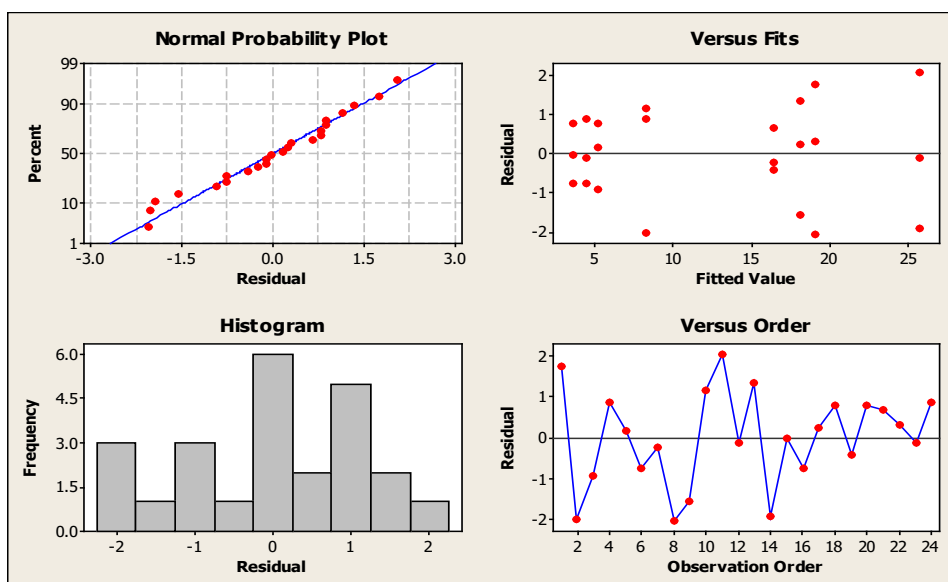 Normal Probability Plot
99
90
50
10
1
Percent
-3.0 -1.5 0.0 1.5 3.0
Residual
Versus Fits
2
1
0
-1
-2
Residual
5 10 15 20 25
Fitted Value
Histogram
6.0
4.5
3.0
1.5
0.0
Frequency
-2 -1 0 1 2
Residual
Versus Order
2
1
0
-1
-2
Residual
2 4 6 8 10 12 14 16 18 20 22 24
Observation Order